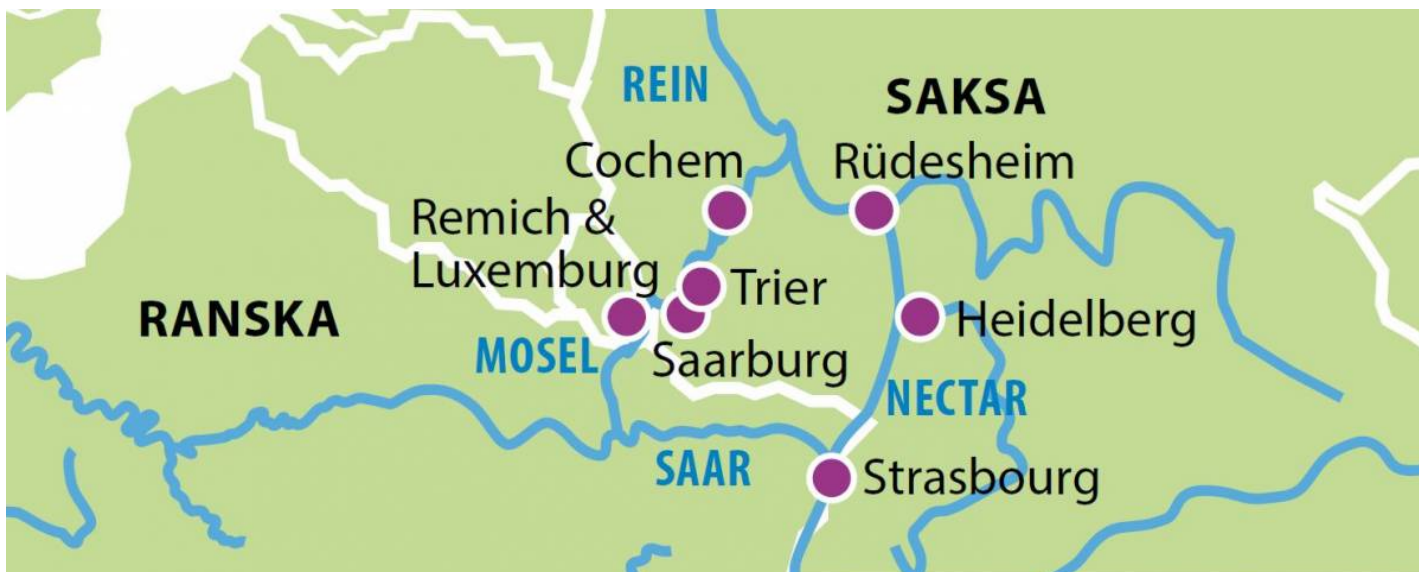 REIN
SAKSA
Cochem
Rüdesheim
Remich &
Luxemburg
Trier
RANSKA
Heidelberg
MOSEL
Saarburg
NECTAR
SAAR
Strasbourg